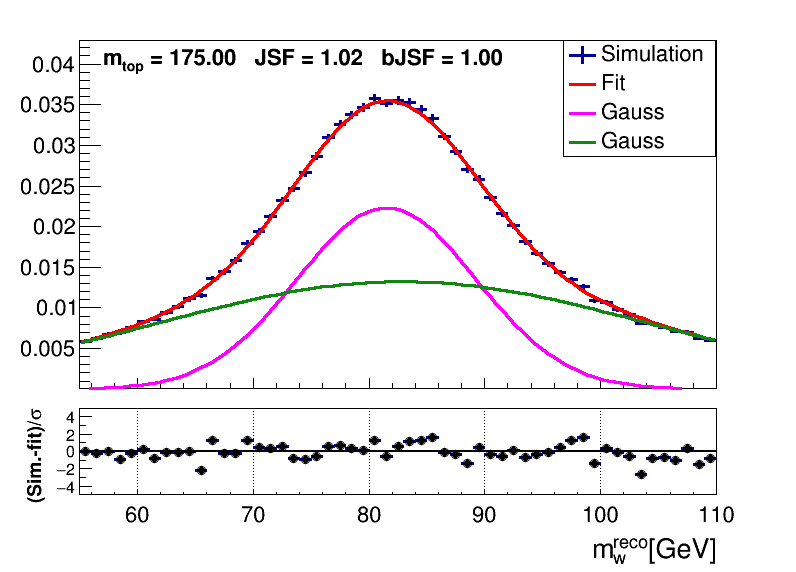 m_top = 175.00 JSF = 1.02 bJSF = 1.00
Simulation
Fit
Gauss
Gauss
0.04
0.035
0.03
0.025
0.02
0.015
0.01
0.005
(Sim.-fit)/σ
4
2
0
−2
−4
60 70 80 90 100 110
m_w^reco[GeV]